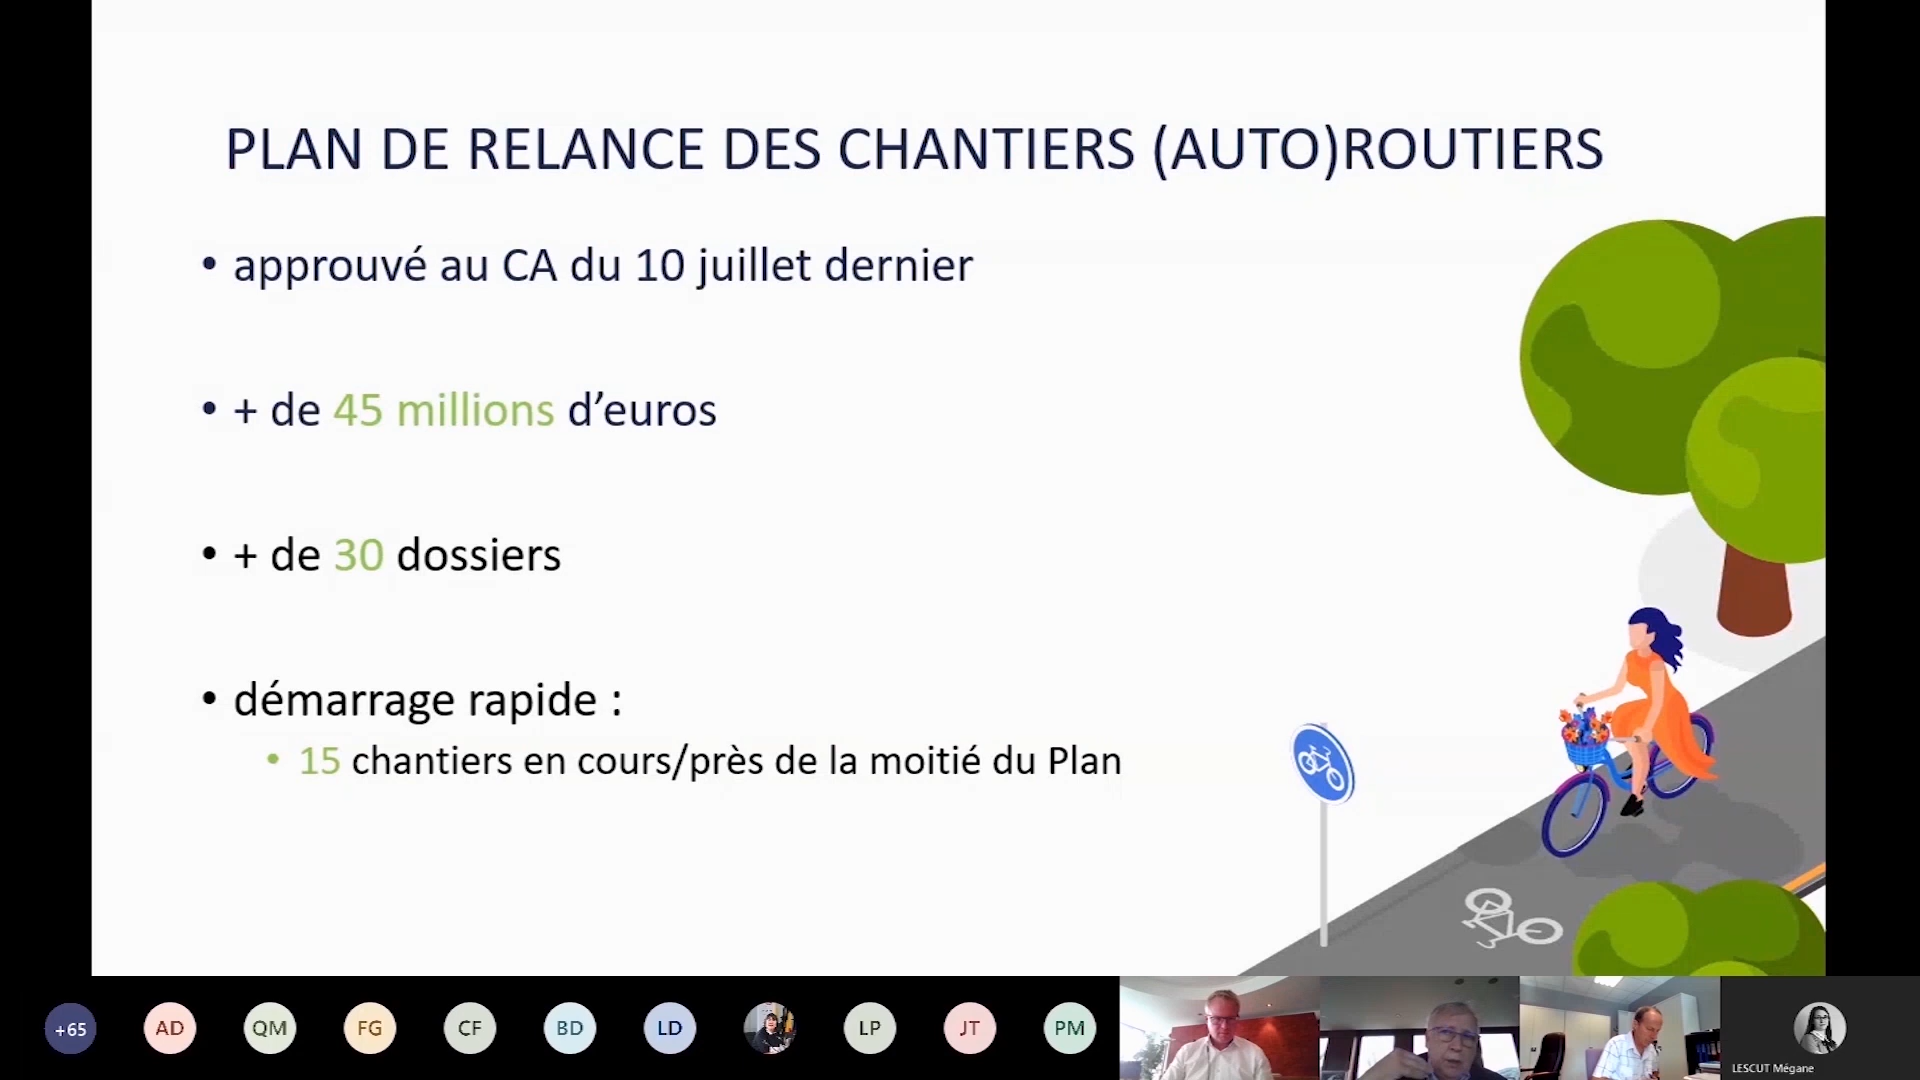 PLAN DE RELANCE DES CHANTIERS (AUTO)ROUTIERS
• approuvé au CA du 10 juillet dernier
• + de 45 millions d’euros
• + de 30 dossiers
• démarrage rapide :
• 15 chantiers en cours/près de la moitié du Plan
+65 AD QM FG CF BD LD LP JT PM
LESCUT Mégane